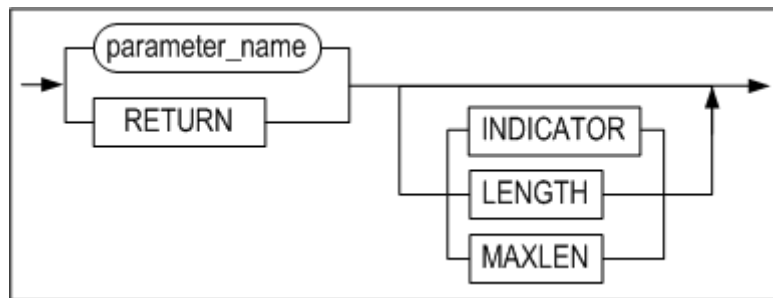 parameter_name
RETURN
INDICATOR
LENGTH
MAXLEN